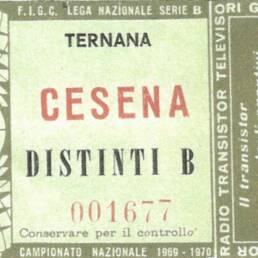 F.I.G.C. LEGA NAZIONALE SERIE B
TERNANA
CESENA
DISTINTI B
001677
Conservare per il controllo
CAMPIONATO NAZIONALE 1969 - 1970
RADIO TRANSISTOR TELEVISORI G
Il transistor